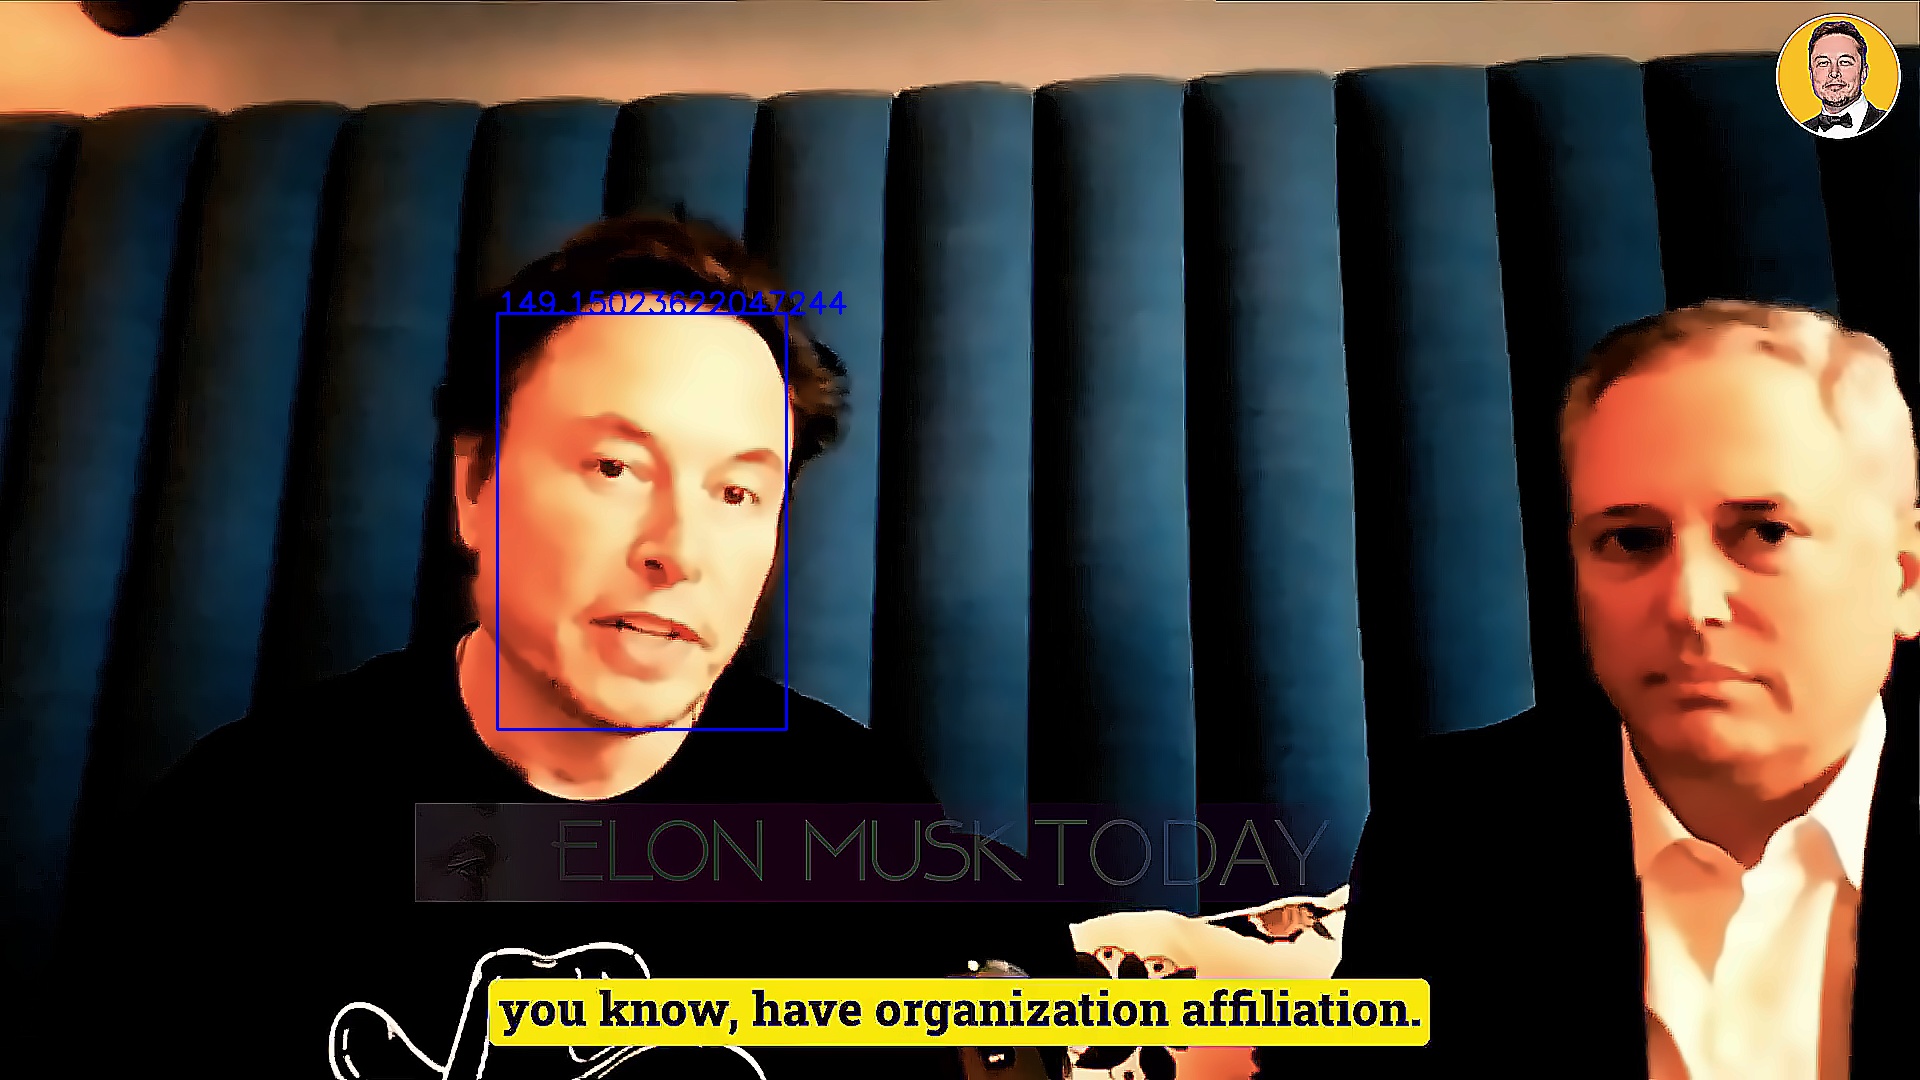 149.15023622047244
ELON MUSK TODAY
you know, have organization affiliation.